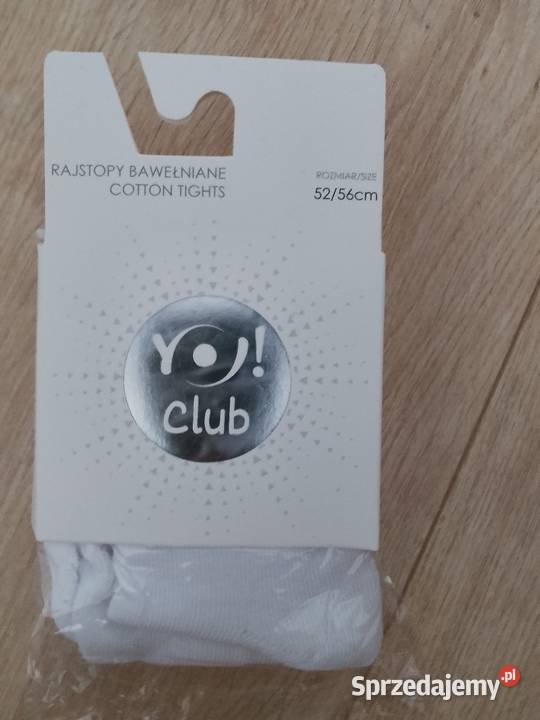 RAJSTOPY BAWEŁNIANE
COTTON TIGHTS
ROZMIAR/SIZE
52/56cm
YO!
club
Sprzedajemy.pl